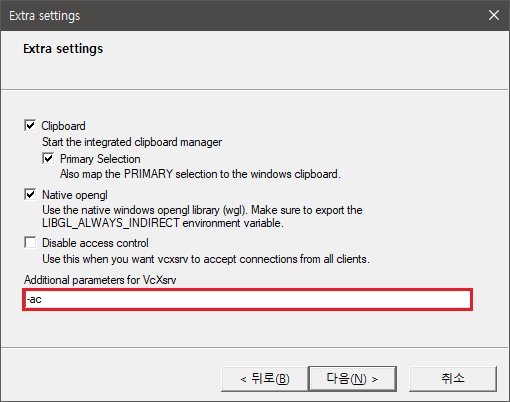 Extra settings
Extra settings
Clipboard
Start the integrated clipboard manager
Primary Selection
Also map the PRIMARY selection to the windows clipboard.
Native opengl
Use the native windows opengl library (wgl). Make sure to export the
LIBGL_ALWAYS_INDIRECT environment variable.
Disable access control
Use this when you want vcxsrv to accept connections from all clients.
Additional parameters for VcXsrv
-ac
< 뒤로(B) 다음(N) > 취소